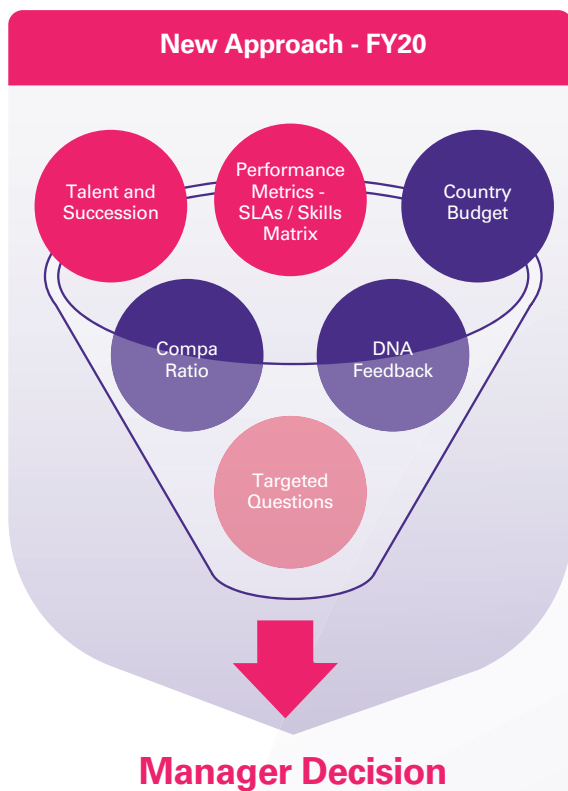 New Approach - FY20
Talent and
Succession
Performance
Metrics -
SLAs / Skills
Matrix
Country
Budget
Compa
Ratio
DNA
Feedback
Targeted
Questions
Manager Decision